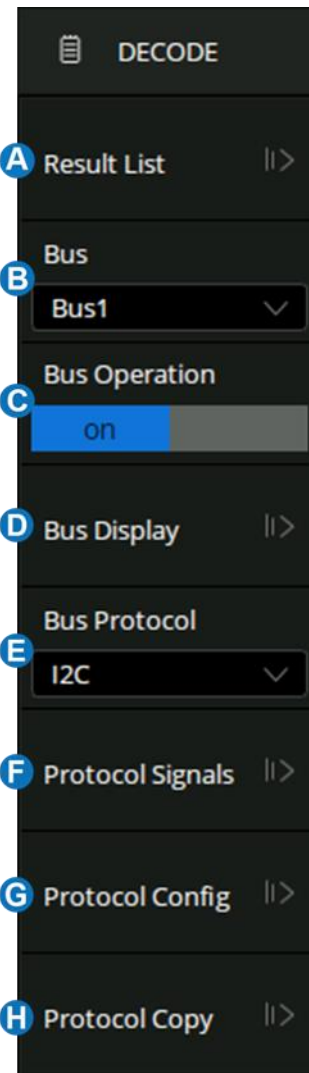 DECODE
A Result List
Bus
B
Bus1
Bus Operation
C
on
D Bus Display
Bus Protocol
E
I2C
F Protocol Signals
G Protocol Config
H Protocol Copy